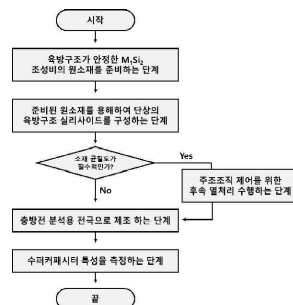 시작
육방구조가 안정한 M₁Si₂
조성비의 원소재를 준비하는 단계
준비된 원소재를 용해하여 단상의
육방구조 실리사이드를 구성하는 단계
소재 균질도가
필수적인가?
Yes
No
주조조직 제어를 위한
후속 열처리 수행하는 단계
충방전 분석용 전극으로 제조 하는 단계
수퍼커패시터 특성을 측정하는 단계
끝